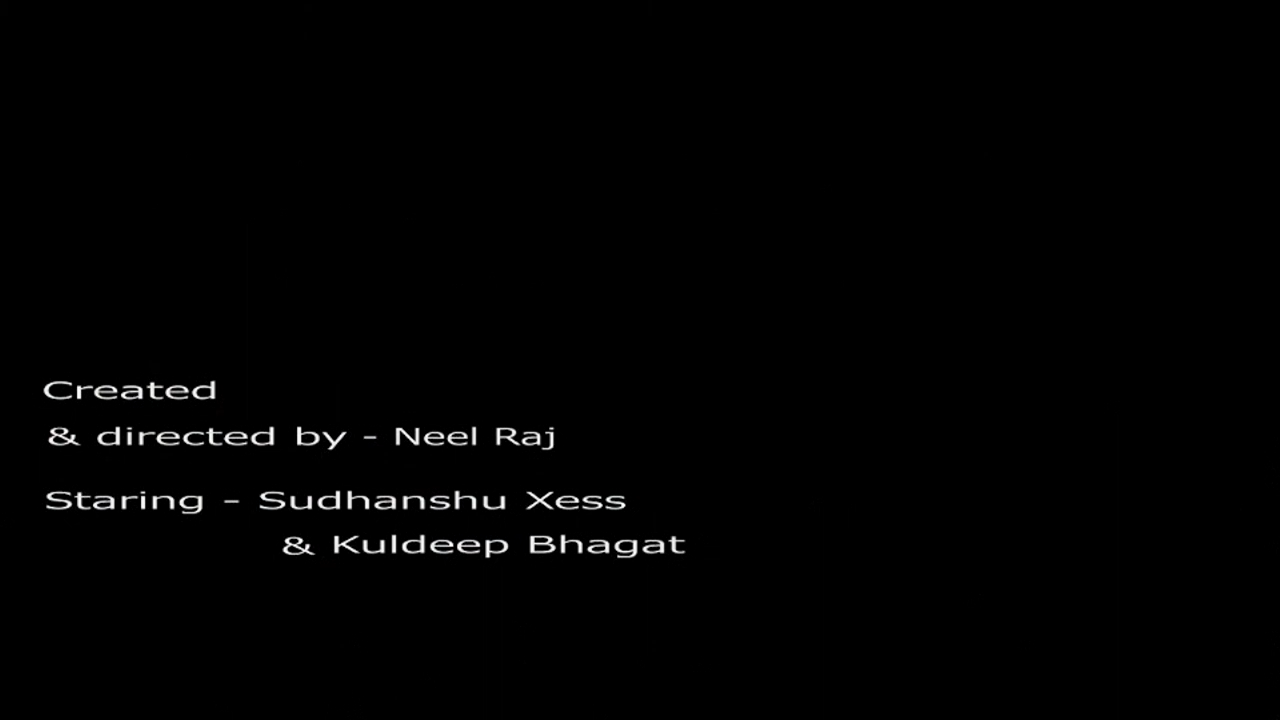 Created
& directed by - Neel Raj
Staring - Sudhanshu Xess
& Kuldeep Bhagat